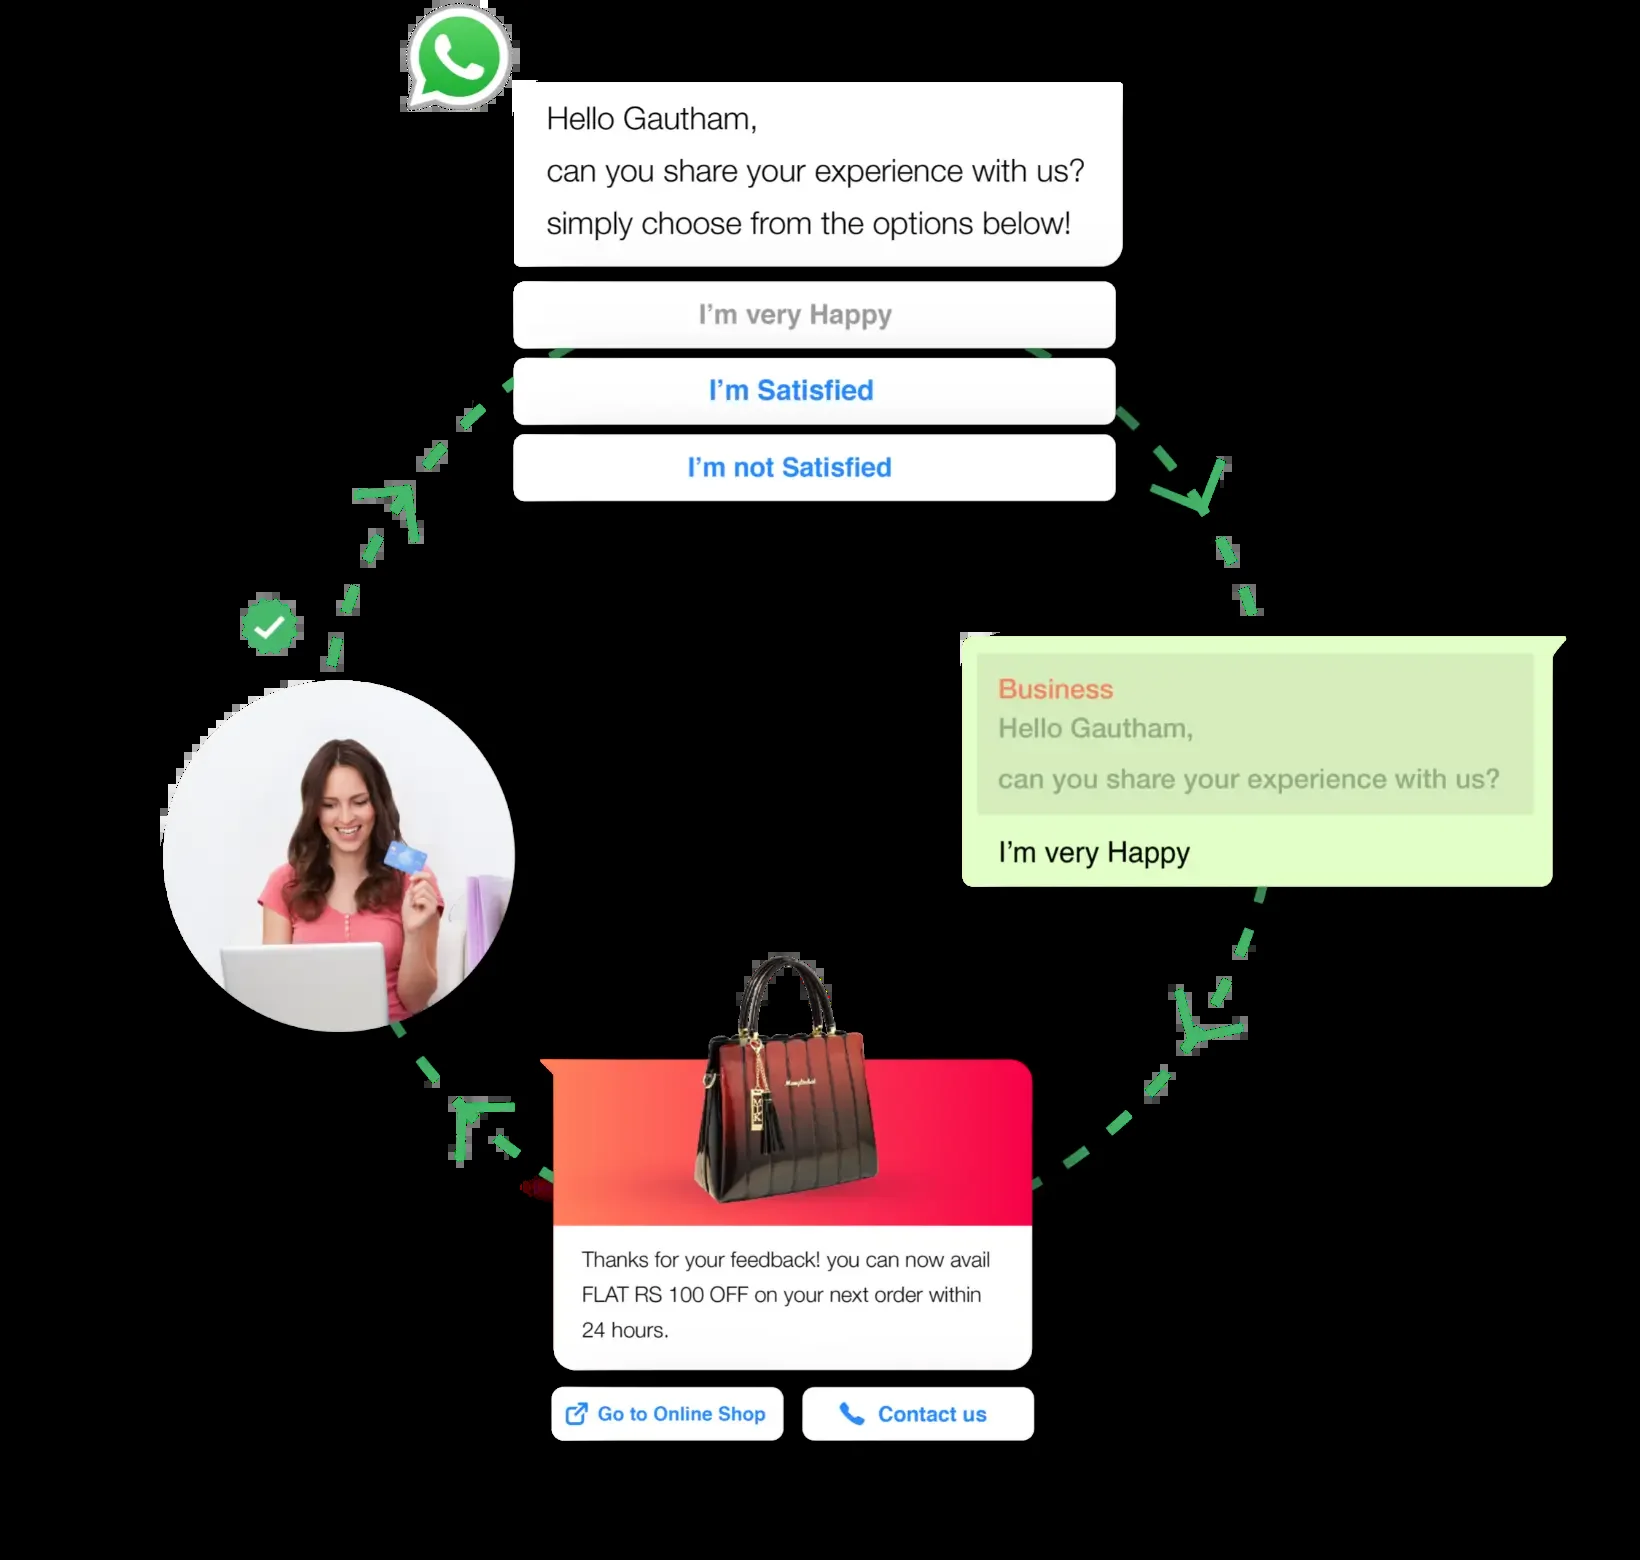 Hello Gautham,
can you share your experience with us?
simply choose from the options below!
I'm very Happy
I'm Satisfied
I'm not Satisfied
Business
Hello Gautham,
can you share your experience with us?
I'm very Happy
Thanks for your feedback! you can now avail
FLAT RS 100 OFF on your next order within
24 hours.
Go to Online Shop
Contact us